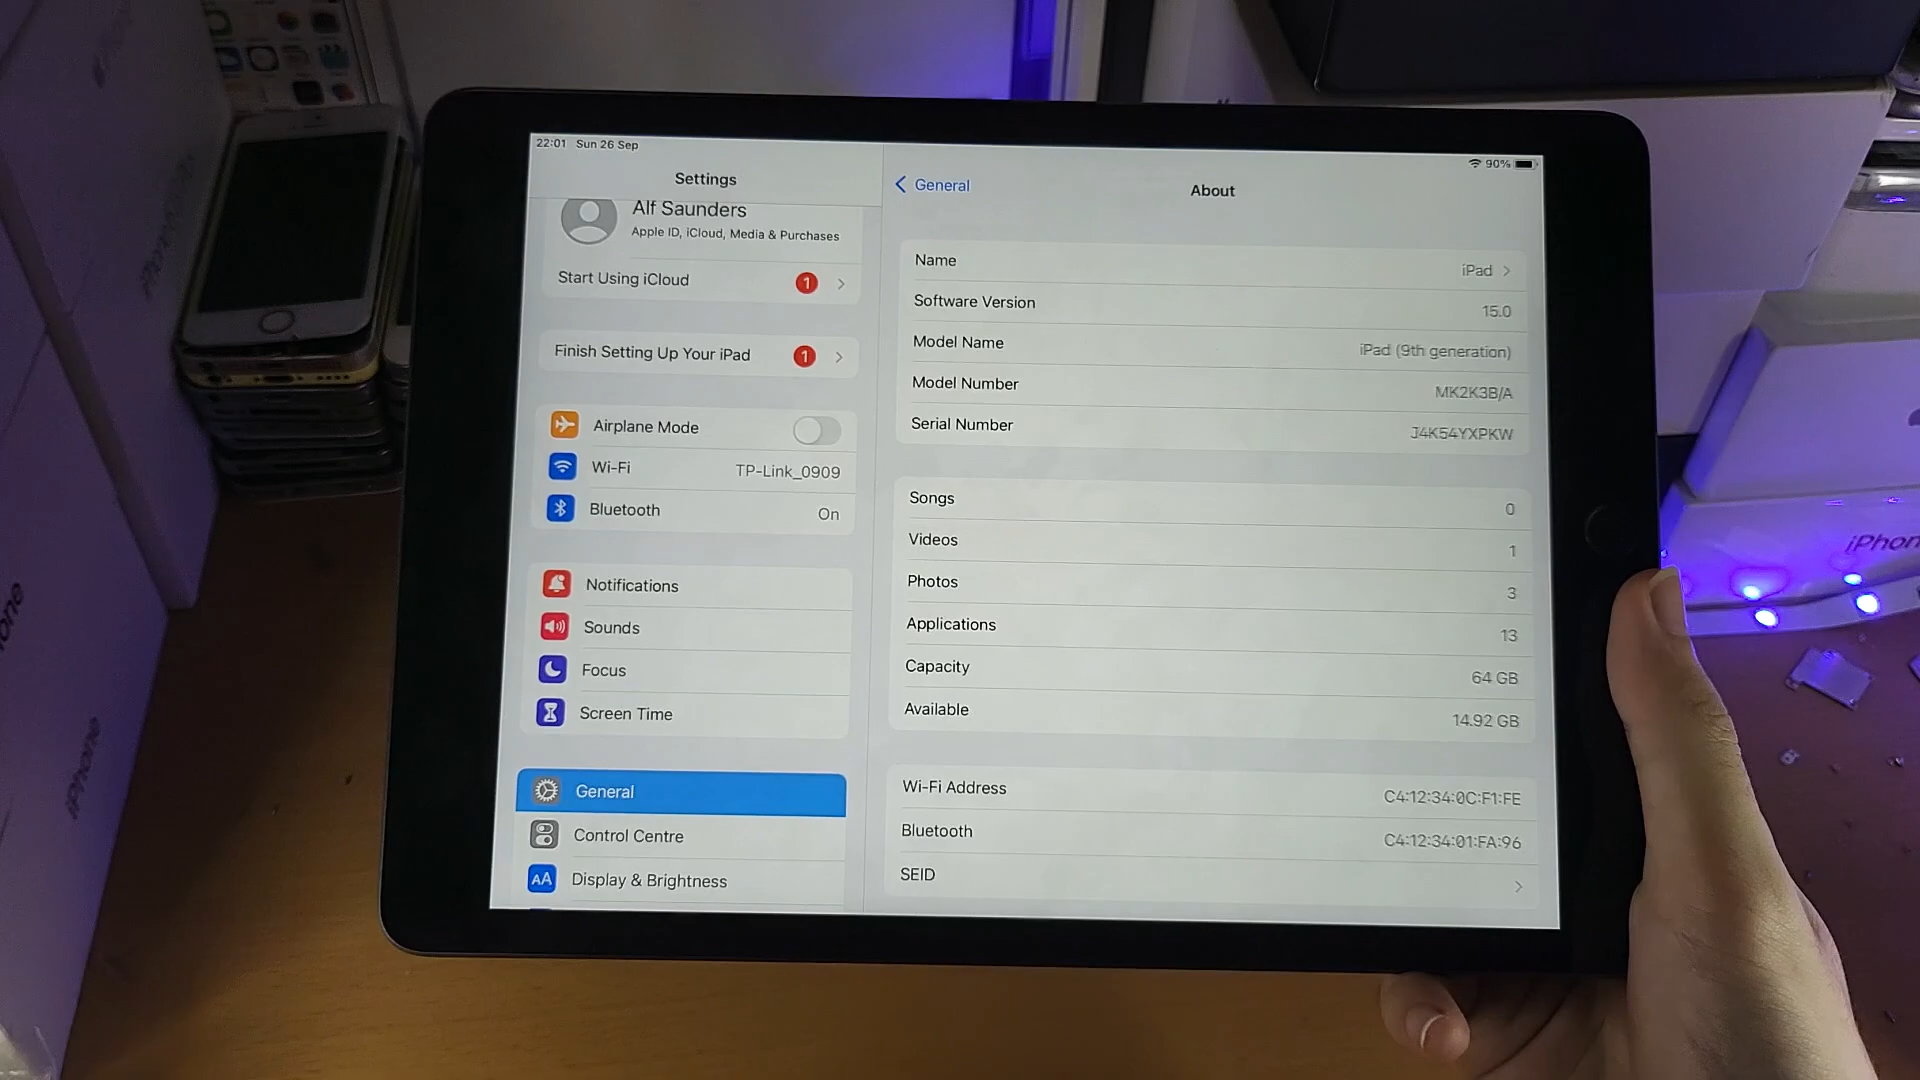 22:01 Sun 26 Sep
90%
Settings
Alf Saunders
Apple ID, iCloud, Media & Purchases
Start Using iCloud 1
Finish Setting Up Your iPad 1
Airplane Mode
Wi-Fi TP-Link_0909
Bluetooth On
Notifications
Sounds
Focus
Screen Time
General
Control Centre
AA Display & Brightness
General
About
Name iPad
Software Version 15.0
Model Name iPad (9th generation)
Model Number MK2K3B/A
Serial Number J4K54YXPKW
Songs 0
Videos 1
Photos 3
Applications 13
Capacity 64 GB
Available 14.92 GB
Wi-Fi Address C4:12:34:0C:F1:FE
Bluetooth C4:12:34:01:FA:96
SEID
iPhone
iPhone